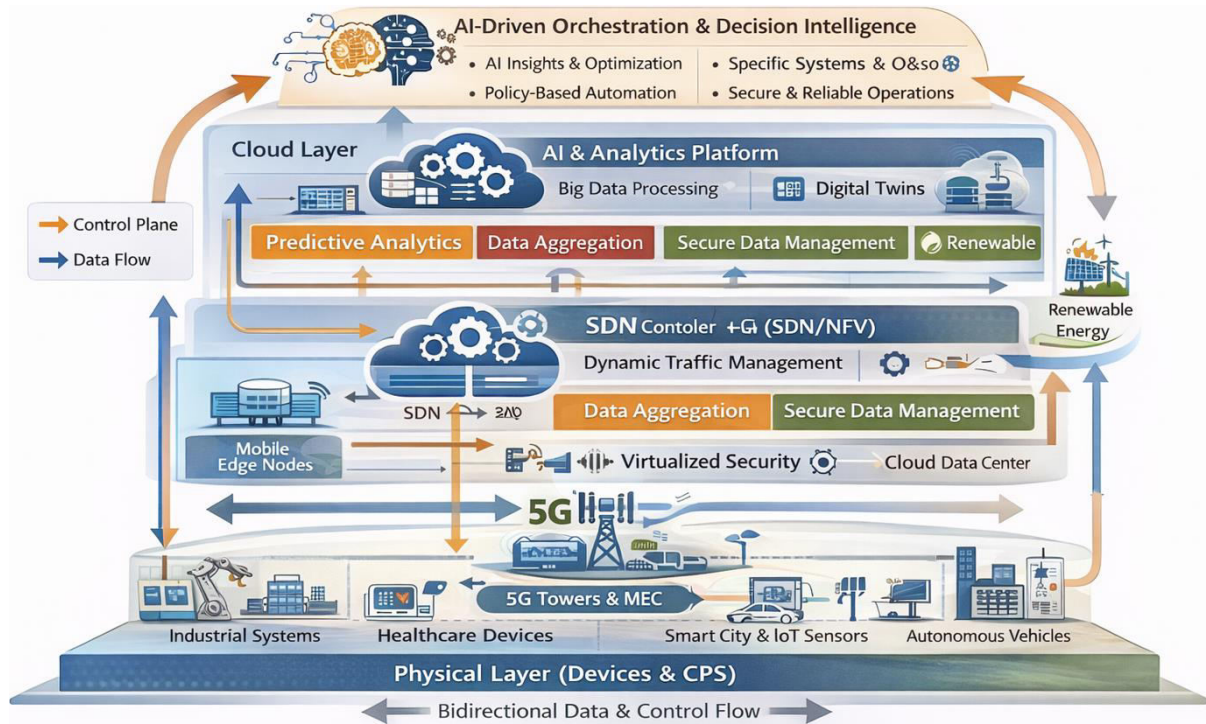 AI-Driven Orchestration & Decision Intelligence
• AI Insights & Optimization
• Policy-Based Automation
• Specific Systems & O&so
• Secure & Reliable Operations
Cloud Layer
AI & Analytics Platform
Big Data Processing
Digital Twins
Control Plane
Data Flow
Predictive Analytics
Data Aggregation
Secure Data Management
Renewable
Renewable
Energy
SDN Contoler (SDN/NFV)
Dynamic Traffic Management
SDN
Data Aggregation
Secure Data Management
Mobile
Edge Nodes
Virtualized Security
Cloud Data Center
5G
5G Towers & MEC
Industrial Systems
Healthcare Devices
Smart City & IoT Sensors
Autonomous Vehicles
Physical Layer (Devices & CPS)
Bidirectional Data & Control Flow